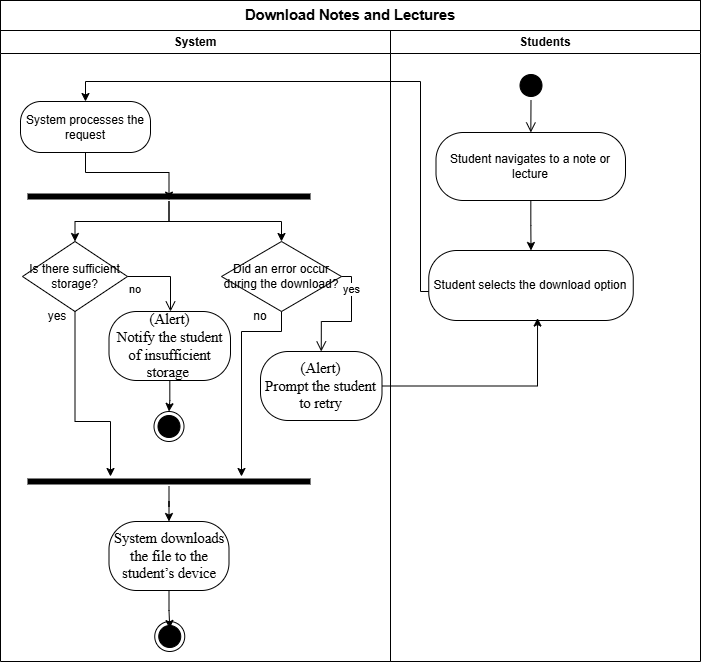 Download Notes and Lectures
System
Students
System processes the
request
Student navigates to a note or
lecture
Student selects the download option
Is there sufficient
storage?
no
yes
Did an error occur
during the download?
yes
no
(Alert)
Notify the student
of insufficient
storage
(Alert)
Prompt the student
to retry
System downloads
the file to the
student’s device